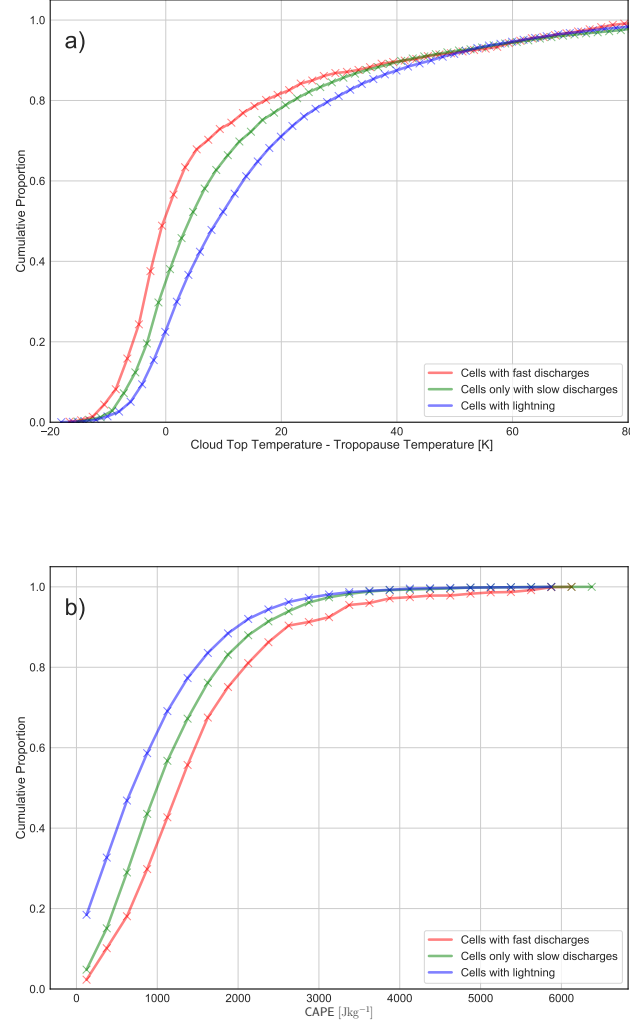 1.0
a)
0.8
0.6
Cumulative Proportion
0.4
0.2
Cells with fast discharges
Cells only with slow discharges
Cells with lightning
0.0
−20 0 20 40 60 80
Cloud Top Temperature - Tropopause Temperature [K]
1.0
b)
0.8
0.6
Cumulative Proportion
0.4
0.2
Cells with fast discharges
Cells only with slow discharges
Cells with lightning
0.0
0 1000 2000 3000 4000 5000 6000
CAPE [Jkg⁻¹]